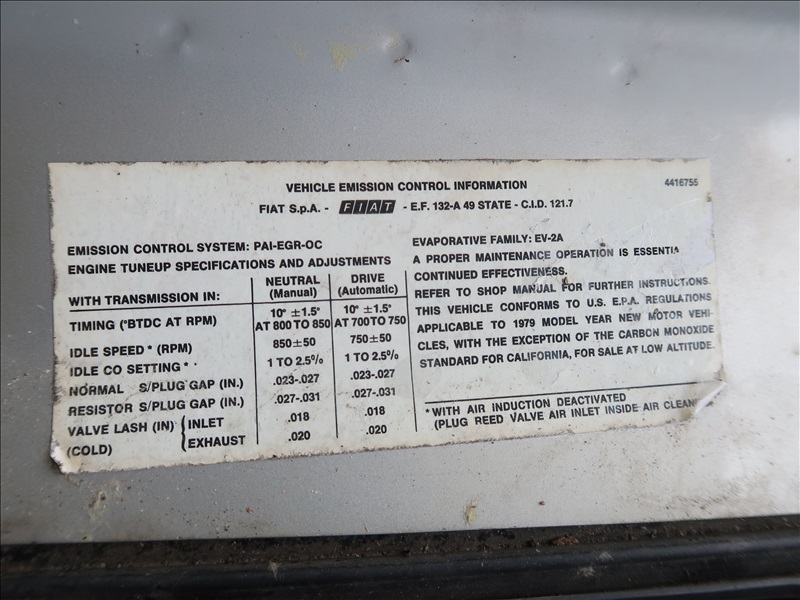 VEHICLE EMISSION CONTROL INFORMATION
4416755
FIAT S.p.A. - FIAT - E.F. 132-A 49 STATE - C.I.D. 121.7
EMISSION CONTROL SYSTEM: PAI-EGR-OC
ENGINE TUNEUP SPECIFICATIONS AND ADJUSTMENTS
WITH TRANSMISSION IN: NEUTRAL (Manual) DRIVE (Automatic)
TIMING (°BTDC AT RPM) 10° ±1.5° AT 800 TO 850 10° ±1.5° AT 700 TO 750
IDLE SPEED* (RPM) 850±50 750±50
IDLE CO SETTING* 1 TO 2.5% 1 TO 2.5%
NORMAL S/PLUG GAP (IN.) .023-.027 .023-.027
RESISTOR S/PLUG GAP (IN.) .027-.031 .027-.031
VALVE LASH (IN) INLET .018 .018
(COLD) EXHAUST .020 .020
EVAPORATIVE FAMILY: EV-2A
A PROPER MAINTENANCE OPERATION IS ESSENTIA
CONTINUED EFFECTIVENESS.
REFER TO SHOP MANUAL FOR FURTHER INSTRUCTIONS.
THIS VEHICLE CONFORMS TO U.S. E.P.A. REGULATIONS
APPLICABLE TO 1979 MODEL YEAR NEW MOTOR VEHI-
CLES, WITH THE EXCEPTION OF THE CARBON MONOXIDE
STANDARD FOR CALIFORNIA, FOR SALE AT LOW ALTITUDE.
*WITH AIR INDUCTION DEACTIVATED
(PLUG REED VALVE AIR INLET INSIDE AIR CLEAN